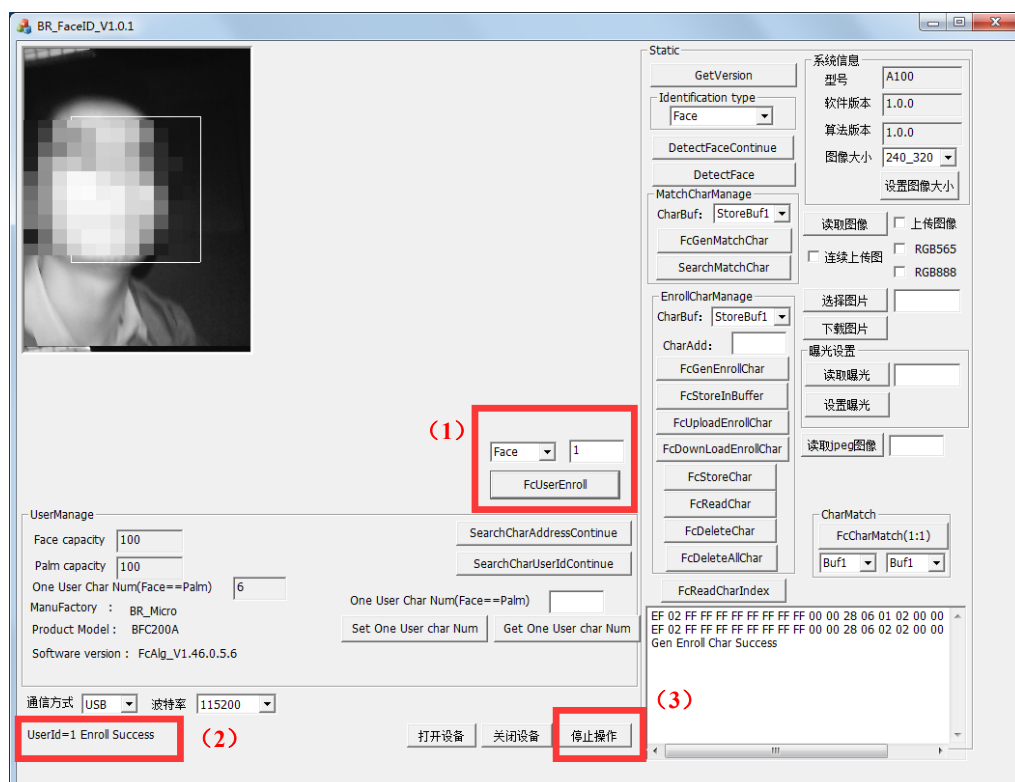 BR_FaceID_V1.0.1
Static
GetVersion
Identification type
Face
DetectFaceContinue
DetectFace
MatchCharManage
CharBuf: StoreBuf1
FcGenMatchChar
SearchMatchChar
EnrollCharManage
CharBuf: StoreBuf1
CharAdd:
FcGenEnrollChar
FcStoreInBuffer
FcUploadEnrollChar
FcDownLoadEnrollChar
FcStoreChar
FcReadChar
FcDeleteChar
FcDeleteAllChar
FcReadCharIndex
系统信息
型号 A100
软件版本 1.0.0
算法版本 1.0.0
图像大小 240_320
设置图像大小
读取图像 上传图像
连续上传图 RGB565
RGB888
选择图片
下载图片
曝光设置
读取曝光
设置曝光
读取jpeg图像
CharMatch
FcCharMatch(1:1)
Buf1 Buf1
(1)
Face 1
FcUserEnroll
UserManage
Face capacity 100
Palm capacity 100
One User Char Num(Face==Palm) 6
ManuFactory : BR_Micro
Product Model : BFC200A
Software version : FcAlg_V1.46.0.5.6
SearchCharAddressContinue
SearchCharUserIdContinue
One User Char Num(Face==Palm)
Set One User char Num Get One User char Num
EF 02 FF FF FF FF FF FF FF FF 00 00 28 06 01 02 00 00
EF 02 FF FF FF FF FF FF FF FF 00 00 28 06 02 02 00 00
Gen Enroll Char Success
通信方式 USB 波特率 115200
(3)
UserId=1 Enroll Success
(2)
打开设备 关闭设备 停止操作